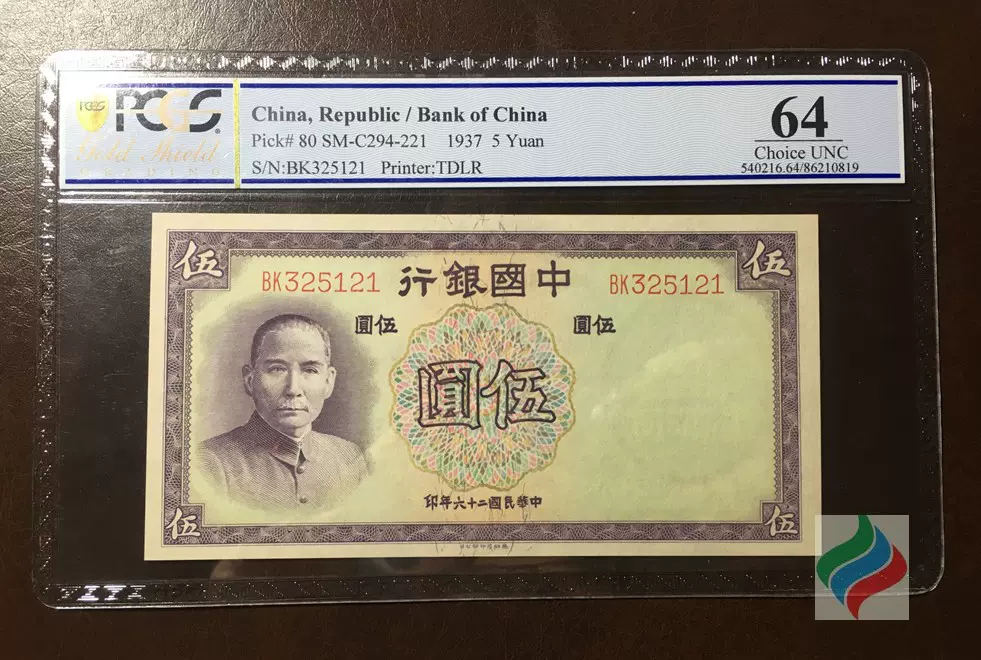 PCGS
PCGS
Gold Shield
GRADING
China, Republic / Bank of China
Pick# 80 SM-C294-221 1937 5 Yuan
S/N:BK325121 Printer:TDLR
64
Choice UNC
540216.64/86210819
伍
伍
BK325121
行銀國中
BK325121
圓伍
圓伍
圓伍
印年六十二國民華中
伍
伍